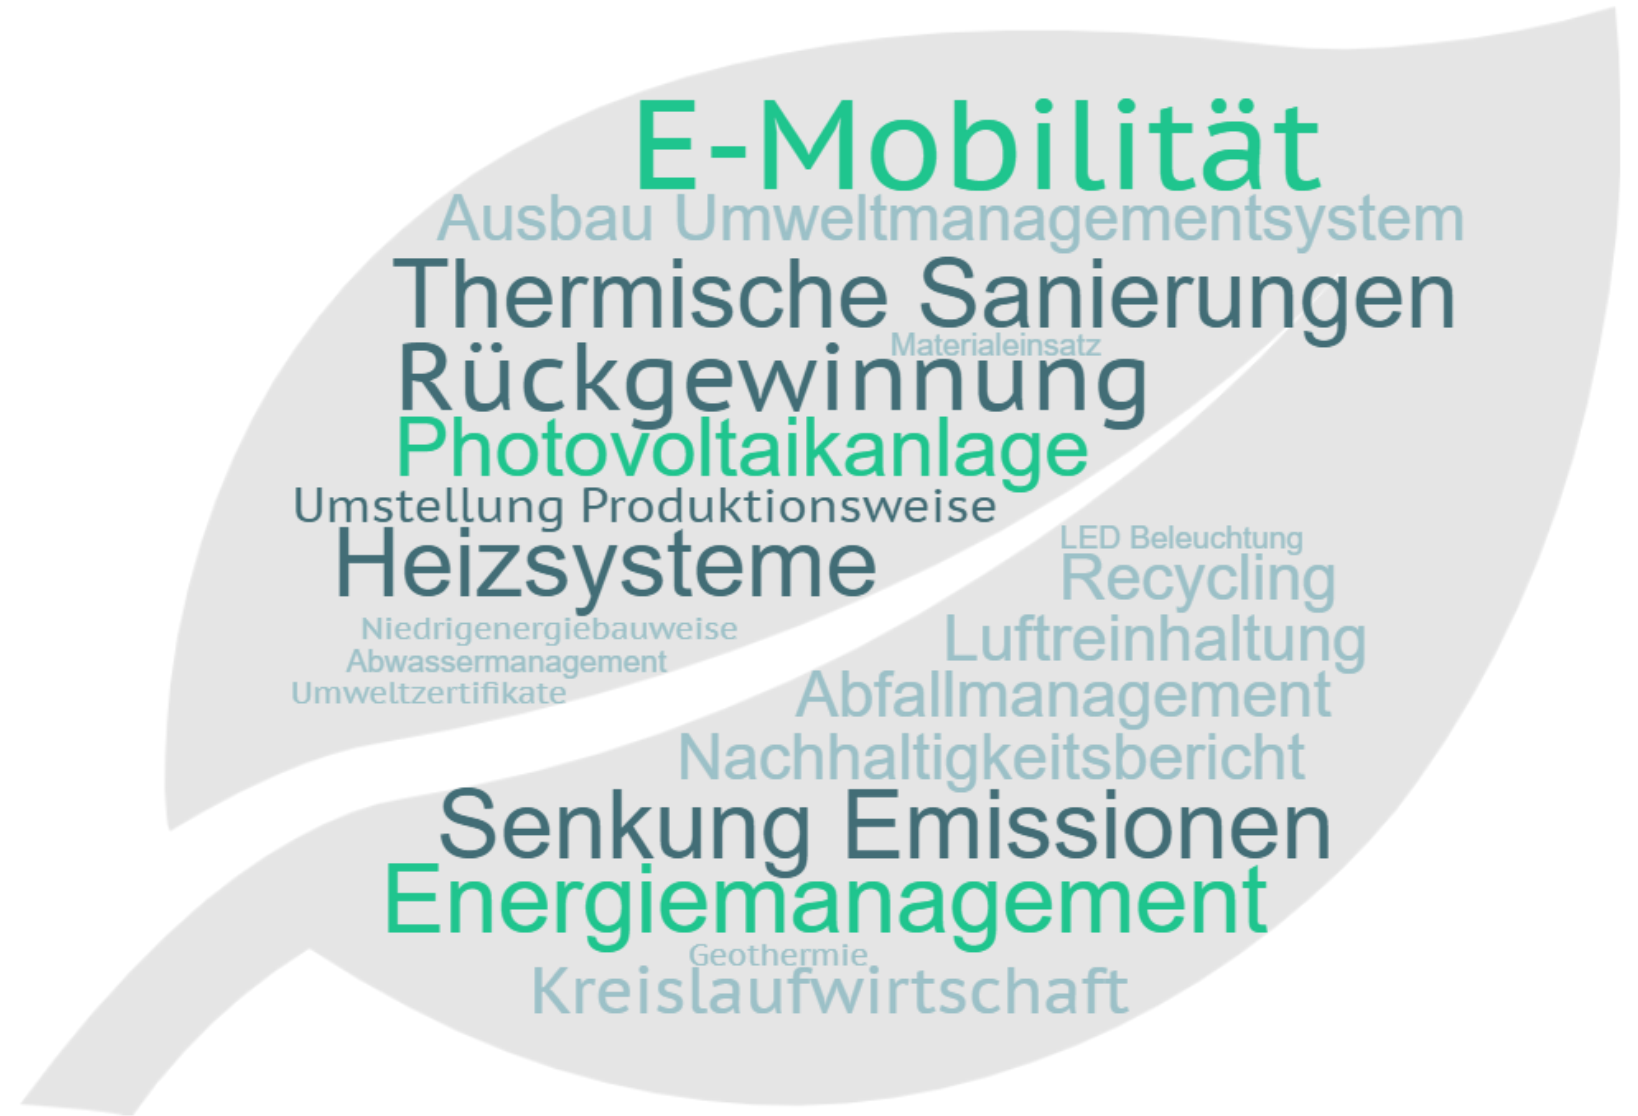 E-Mobilität
Ausbau Umweltmanagementsystem
Thermische Sanierungen
Materialeinsatz
Rückgewinnung
Photovoltaikanlage
Umstellung Produktionsweise
Heizsysteme
Niedrigenergiebauweise
Abwassermanagement
Umweltzertifikate
LED Beleuchtung
Recycling
Luftreinhaltung
Abfallmanagement
Nachhaltigkeitsbericht
Senkung Emissionen
Energiemanagement
Geothermie
Kreislaufwirtschaft